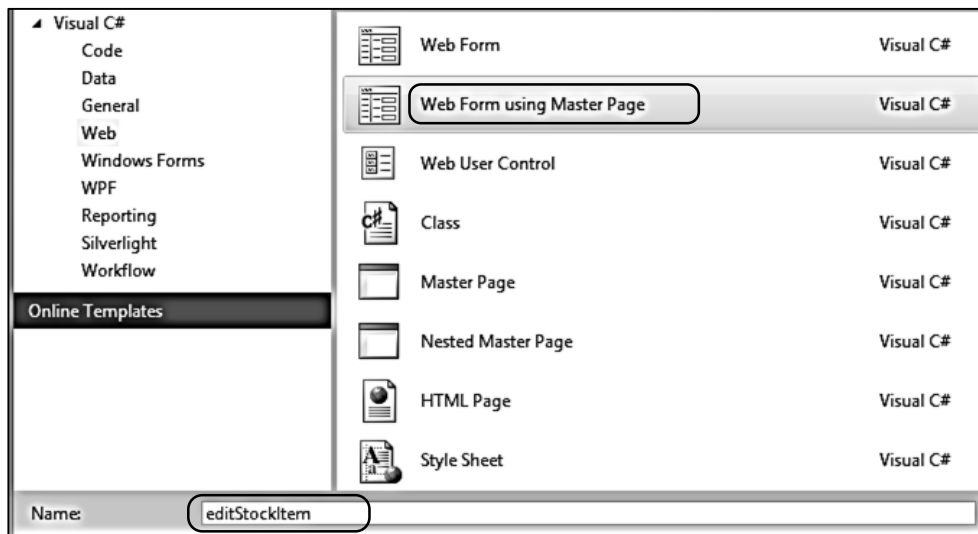 Visual C#
Code
Data
General
Web
Windows Forms
WPF
Reporting
Silverlight
Workflow
Online Templates
Web Form Visual C#
Web Form using Master Page Visual C#
Web User Control Visual C#
Class Visual C#
Master Page Visual C#
Nested Master Page Visual C#
HTML Page Visual C#
Style Sheet Visual C#
Name: editStockItem